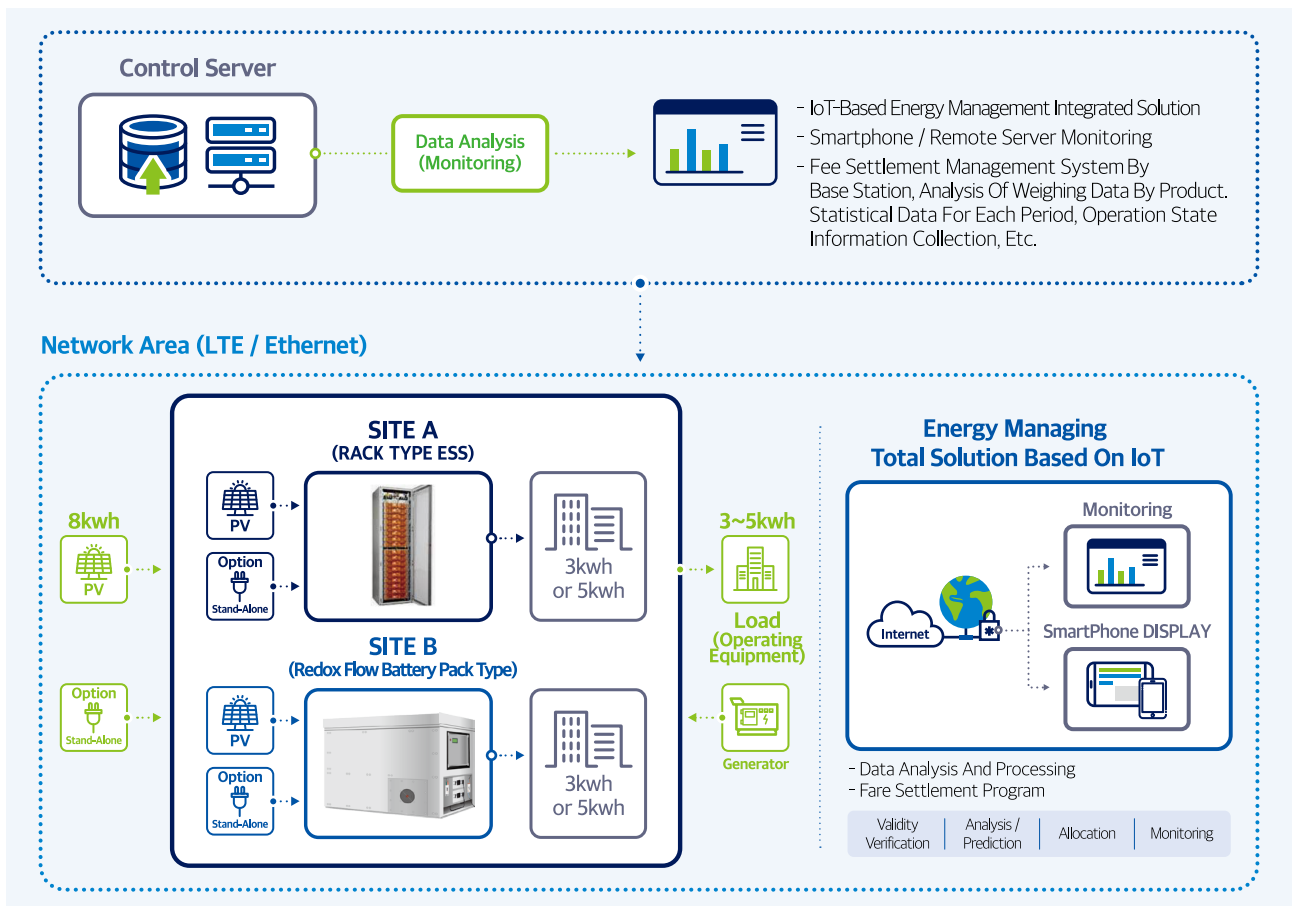 Control Server
Data Analysis
(Monitoring)
- IoT-Based Energy Management Integrated Solution
- Smartphone / Remote Server Monitoring
- Fee Settlement Management System By
Base Station, Analysis Of Weighing Data By Product.
Statistical Data For Each Period, Operation State
Information Collection, Etc.
Network Area (LTE / Ethernet)
8kwh
PV
Option
Stand-Alone
SITE A
(RACK TYPE ESS)
PV
Option
Stand-Alone
3kwh
or 5kwh
SITE B
(Redox Flow Battery Pack Type)
PV
Option
Stand-Alone
3kwh
or 5kwh
3~5kwh
Load
(Operating
Equipment)
Generator
Energy Managing
Total Solution Based On IoT
Internet
Monitoring
SmartPhone DISPLAY
- Data Analysis And Processing
- Fare Settlement Program
Validity
Verification
Analysis /
Prediction
Allocation
Monitoring